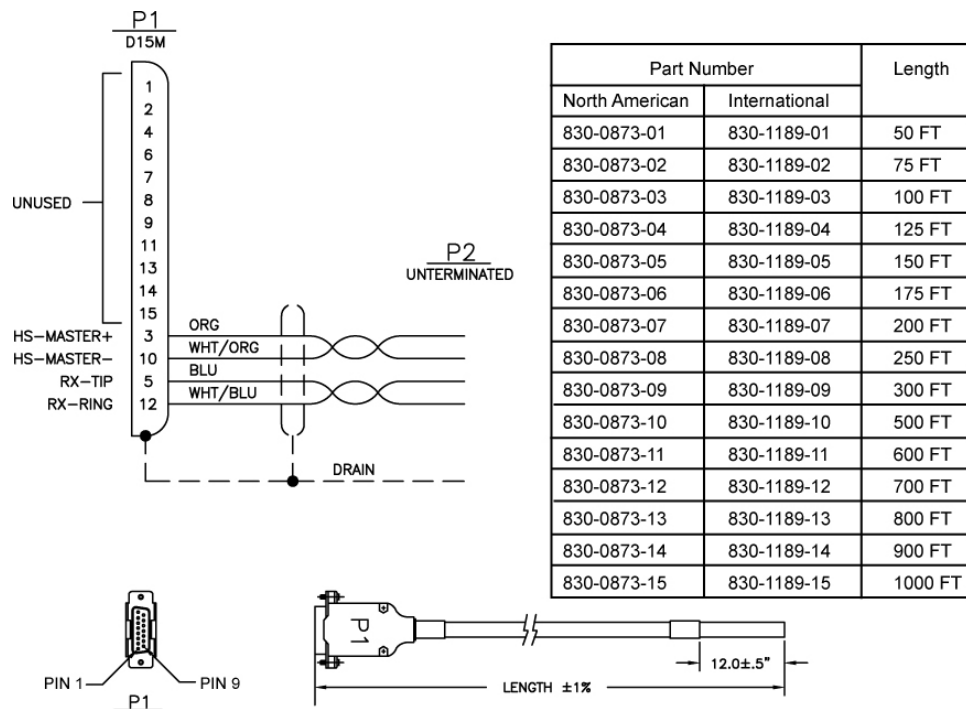 P1
D15M
1
2
4
6
7
8
9
11
13
14
15
3
10
5
12
UNUSED
HS-MASTER+
HS-MASTER-
RX-TIP
RX-RING
ORG
WHT/ORG
BLU
WHT/BLU
DRAIN
P2
UNTERMINATED
Part Number Length
North American International
830-0873-01 830-1189-01 50 FT
830-0873-02 830-1189-02 75 FT
830-0873-03 830-1189-03 100 FT
830-0873-04 830-1189-04 125 FT
830-0873-05 830-1189-05 150 FT
830-0873-06 830-1189-06 175 FT
830-0873-07 830-1189-07 200 FT
830-0873-08 830-1189-08 250 FT
830-0873-09 830-1189-09 300 FT
830-0873-10 830-1189-10 500 FT
830-0873-11 830-1189-11 600 FT
830-0873-12 830-1189-12 700 FT
830-0873-13 830-1189-13 800 FT
830-0873-14 830-1189-14 900 FT
830-0873-15 830-1189-15 1000 FT
PIN 1
PIN 9
P1
P1
12.0±.5"
LENGTH ±1%